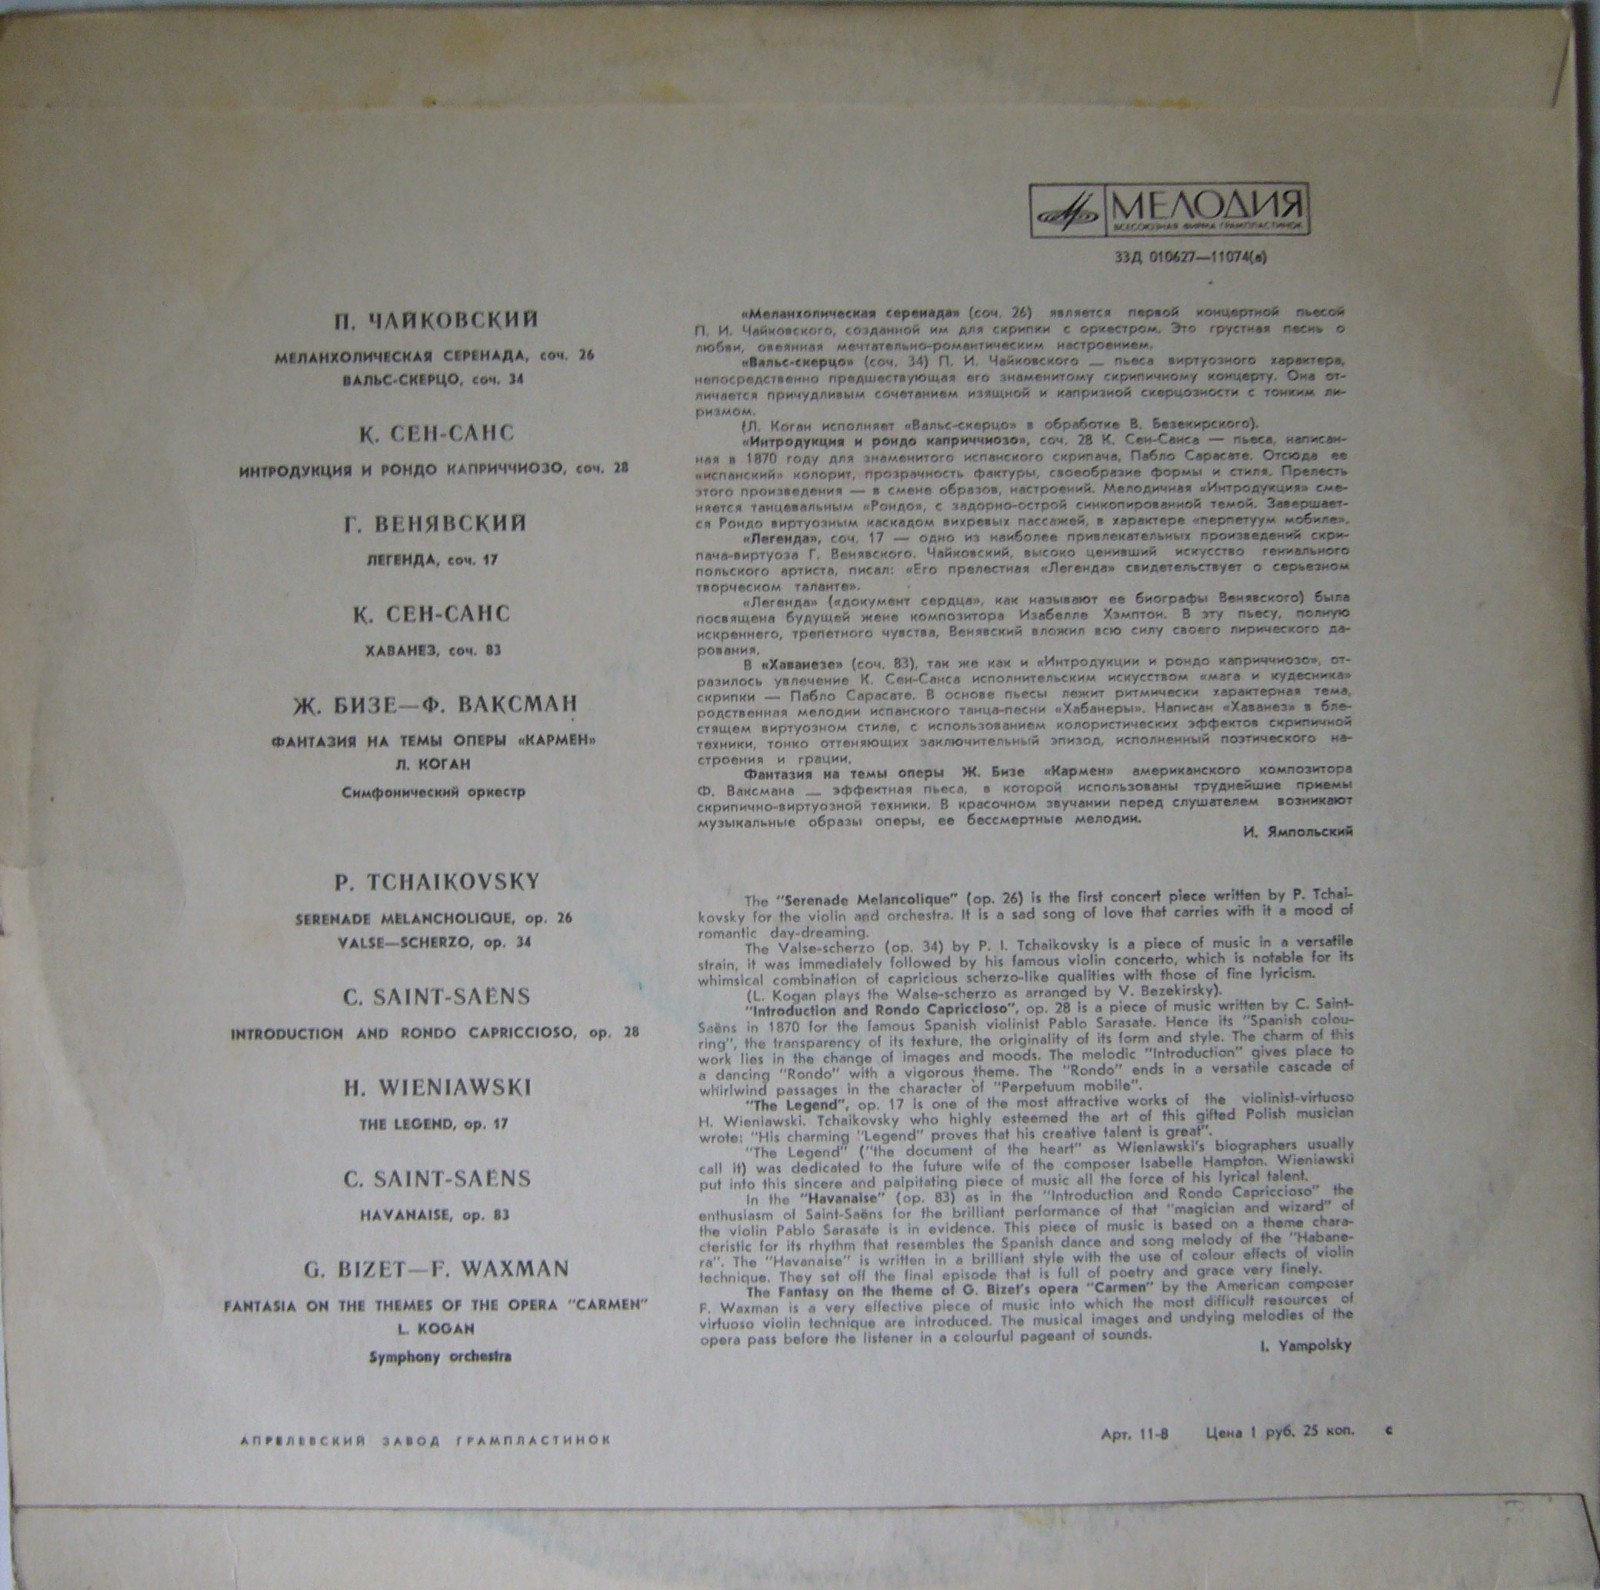 МЕЛОДИЯ
ВСЕСОЮЗНАЯ ФИРМА ГРАМПЛАСТИНОК
33Д 010627—11074(а)
П. ЧАЙКОВСКИЙ
МЕЛАНХОЛИЧЕСКАЯ СЕРЕНАДА, соч. 26
ВАЛЬС-СКЕРЦО, соч. 34
К. СЕН-САНС
ИНТРОДУКЦИЯ И РОНДО КАПРИЧЧИОЗО, соч. 28
Г. ВЕНЯВСКИЙ
ЛЕГЕНДА, соч. 17
К. СЕН-САНС
ХАВАНЕЗ, соч. 83
Ж. БИЗЕ—Ф. ВАКСМАН
ФАНТАЗИЯ НА ТЕМЫ ОПЕРЫ «КАРМЕН»
Л. КОГАН
Симфонический оркестр
P. TCHAIKOVSKY
SERENADE MELANCHOLIQUE, op. 26
VALSE—SCHERZO, op. 34
C. SAINT-SAËNS
INTRODUCTION AND RONDO CAPRICCIOSO, op. 28
H. WIENIAWSKI
THE LEGEND, op. 17
C. SAINT-SAËNS
HAVANAISE, op. 83
G. BIZET—F. WAXMAN
FANTASIA ON THE THEMES OF THE OPERA "CARMEN"
L. KOGAN
Symphony orchestra
«Меланхолическая серенада» (соч. 26) является первой концертной пьесой
П. И. Чайковского, созданной им для скрипки с оркестром. Это грустная песнь о
любви, овеянная мечтательно-романтическим настроением.
«Вальс-скерцо» (соч. 34) П. И. Чайковского — пьеса виртуозного характера,
непосредственно предшествующая его знаменитому скрипичному концерту. Она от-
личается причудливым сочетанием изящной и капризной скерцозности с тонким ли-
ризмом.
(Л. Коган исполняет «Вальс-скерцо» в обработке В. Безекирского).
«Интродукция и рондо каприччиозо», соч. 28 К. Сен-Санса — пьеса, написан-
ная в 1870 году для знаменитого испанского скрипача, Пабло Сарасате. Отсюда ее
«испанский» колорит, прозрачность фактуры, своеобразие формы и стиля. Прелесть
этого произведения — в смене образов, настроений. Мелодичная «Интродукция» сме-
няется танцевальным «Рондо», с задорно-острой синкопированной темой. Завершает-
ся Рондо виртуозным каскадом вихревых пассажей, в характере «перпетуум мобиле».
«Легенда», соч. 17 — одно из наиболее привлекательных произведений скри-
пача-виртуоза Г. Венявского. Чайковский, высоко ценивший искусство гениального
польского артиста, писал: «Его прелестная «Легенда» свидетельствует о серьезном
творческом таланте».
«Легенда» («документ сердца», как называют ее биографы Венявского) была
посвящена будущей жене композитора Изабелле Хэмптон. В эту пьесу, полную
искреннего, трепетного чувства, Венявский вложил всю силу своего лирического да-
рования.
В «Хаванезе» (соч. 83), так же как и «Интродукции и рондо каприччиозо», от-
разилось увлечение К. Сен-Санса исполнительским искусством «мага и кудесника»
скрипки — Пабло Сарасате. В основе пьесы лежит ритмически характерная тема,
родственная мелодии испанского танца-песни «Хабанеры». Написан «Хаванез» в бле-
стящем виртуозном стиле, с использованием колористических эффектов скрипичной
техники, тонко оттеняющих заключительный эпизод, исполненный поэтического на-
строения и грации.
Фантазия на темы оперы Ж. Бизе «Кармен» американского композитора
Ф. Ваксмана — эффектная пьеса, в которой использованы труднейшие приемы
скрипично-виртуозной техники. В красочном звучании перед слушателем возникают
музыкальные образы оперы, ее бессмертные мелодии.
И. Ямпольский
The "Serenade Melancolique" (op. 26) is the first concert piece written by P. Tchai-
kovsky for the violin and orchestra. It is a sad song of love that carries with it a mood of
romantic day-dreaming.
The Valse-scherzo (op. 34) by P. I. Tchaikovsky is a piece of music in a versatile
strain, it was immediately followed by his famous violin concerto, which is notable for its
whimsical combination of capricious scherzo-like qualities with those of fine lyricism.
(L. Kogan plays the Walse-scherzo as arranged by V. Bezekirsky).
"Introduction and Rondo Capriccioso", op. 28 is a piece of music written by C. Saint-
Saëns in 1870 for the famous Spanish violinist Pablo Sarasate. Hence its "Spanish colou-
ring", the transparency of its texture, the originality of its form and style. The charm of this
work lies in the change of images and moods. The melodic "Introduction" gives place to
a dancing "Rondo" with a vigorous theme. The "Rondo" ends in a versatile cascade of
whirlwind passages in the character of "Perpetuum mobile".
"The Legend", op. 17 is one of the most attractive works of the violinist-virtuoso
H. Wieniawski. Tchaikovsky who highly esteemed the art of this gifted Polish musician
wrote: "His charming "Legend" proves that his creative talent is great".
"The Legend" ("the document of the heart" as Wieniawski's biographers usually
call it) was dedicated to the future wife of the composer Isabelle Hampton. Wieniawski
put into this sincere and palpitating piece of music all the force of his lyrical talent.
In the "Havanaise" (op. 83) as in the "Introduction and Rondo Capriccioso" the
enthusiasm of Saint-Saëns for the brilliant performance of that "magician and wizard" of
the violin Pablo Sarasate is in evidence. This piece of music is based on a theme chara-
cteristic for its rhythm that resembles the Spanish dance and song melody of the "Habane-
ra". The "Havanaise" is written in a brilliant style with the use of colour effects of violin
technique. They set off the final episode that is full of poetry and grace very finely.
The Fantasy on the theme of G. Bizet's opera "Carmen" by the American composer
F. Waxman is a very effective piece of music into which the most difficult resources of
virtuoso violin technique are introduced. The musical images and undying melodies of the
opera pass before the listener in a colourful pageant of sounds.
I. Yampolsky
АПРЕЛЕВСКИЙ ЗАВОД ГРАМПЛАСТИНОК
Арт. 11-8 Цена 1 руб. 25 коп. с